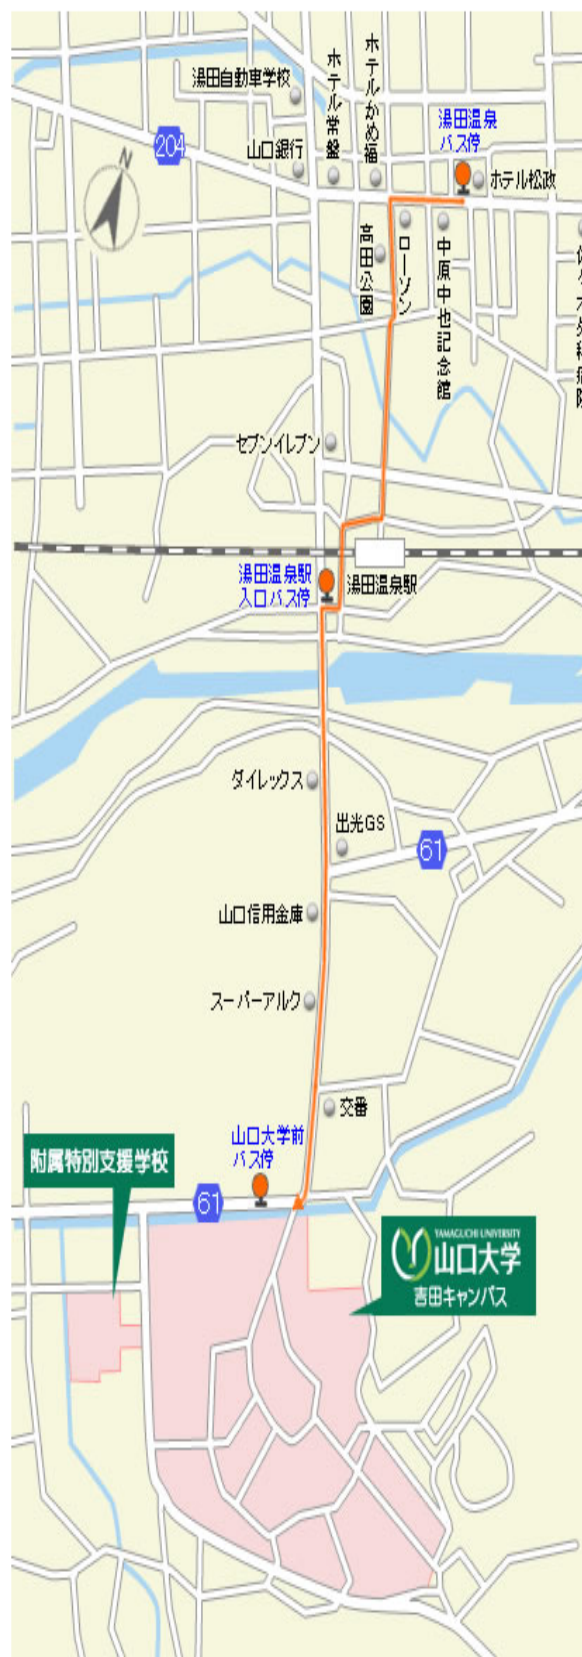 湯田自動車学校
ホテル常盤
ホテルかめ福
湯田温泉
バス停
204
山口銀行
ホテル松政
N
高田公園
ローソン
中原中也記念館
セブンイレブン
湯田温泉駅
入口バス停
湯田温泉駅
ダイレックス
出光GS
61
山口信用金庫
スーパーアルク
交番
山口大学前
バス停
附属特別支援学校
61
YAMAGUCHI UNIVERSITY
山口大学
吉田キャンパス